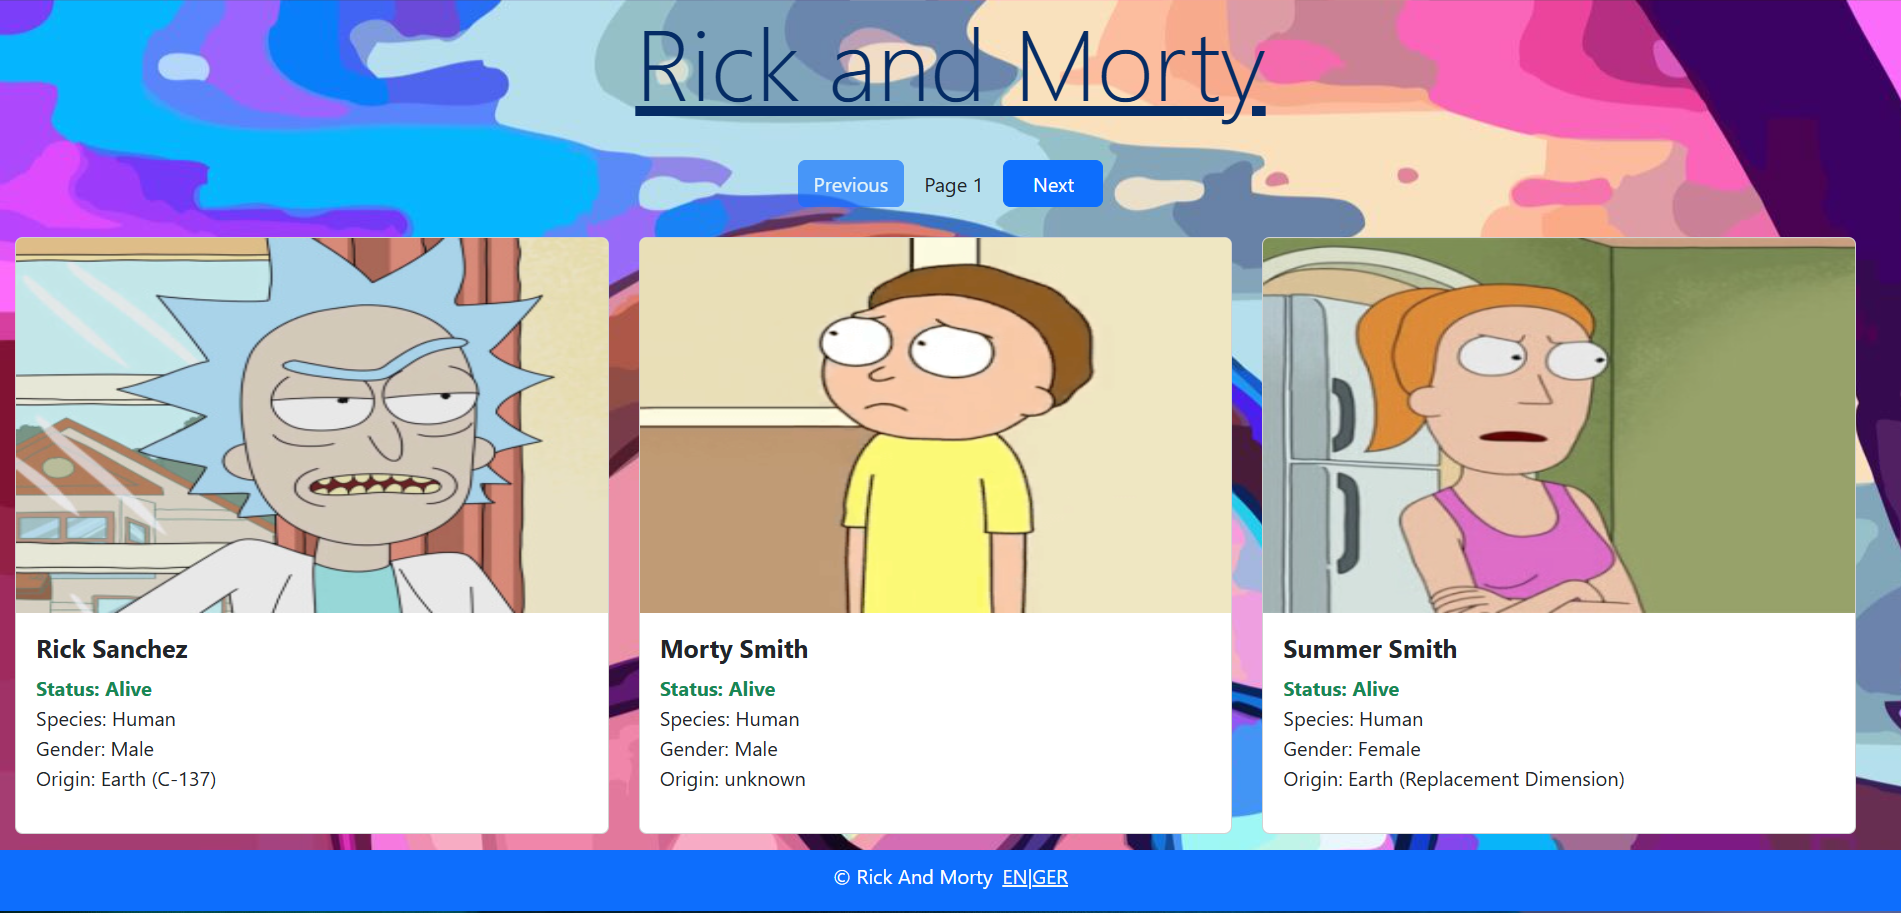 Rick and Morty
Previous Page 1 Next
Rick Sanchez
Status: Alive
Species: Human
Gender: Male
Origin: Earth (C-137)
Morty Smith
Status: Alive
Species: Human
Gender: Male
Origin: unknown
Summer Smith
Status: Alive
Species: Human
Gender: Female
Origin: Earth (Replacement Dimension)
© Rick And Morty EN|GER